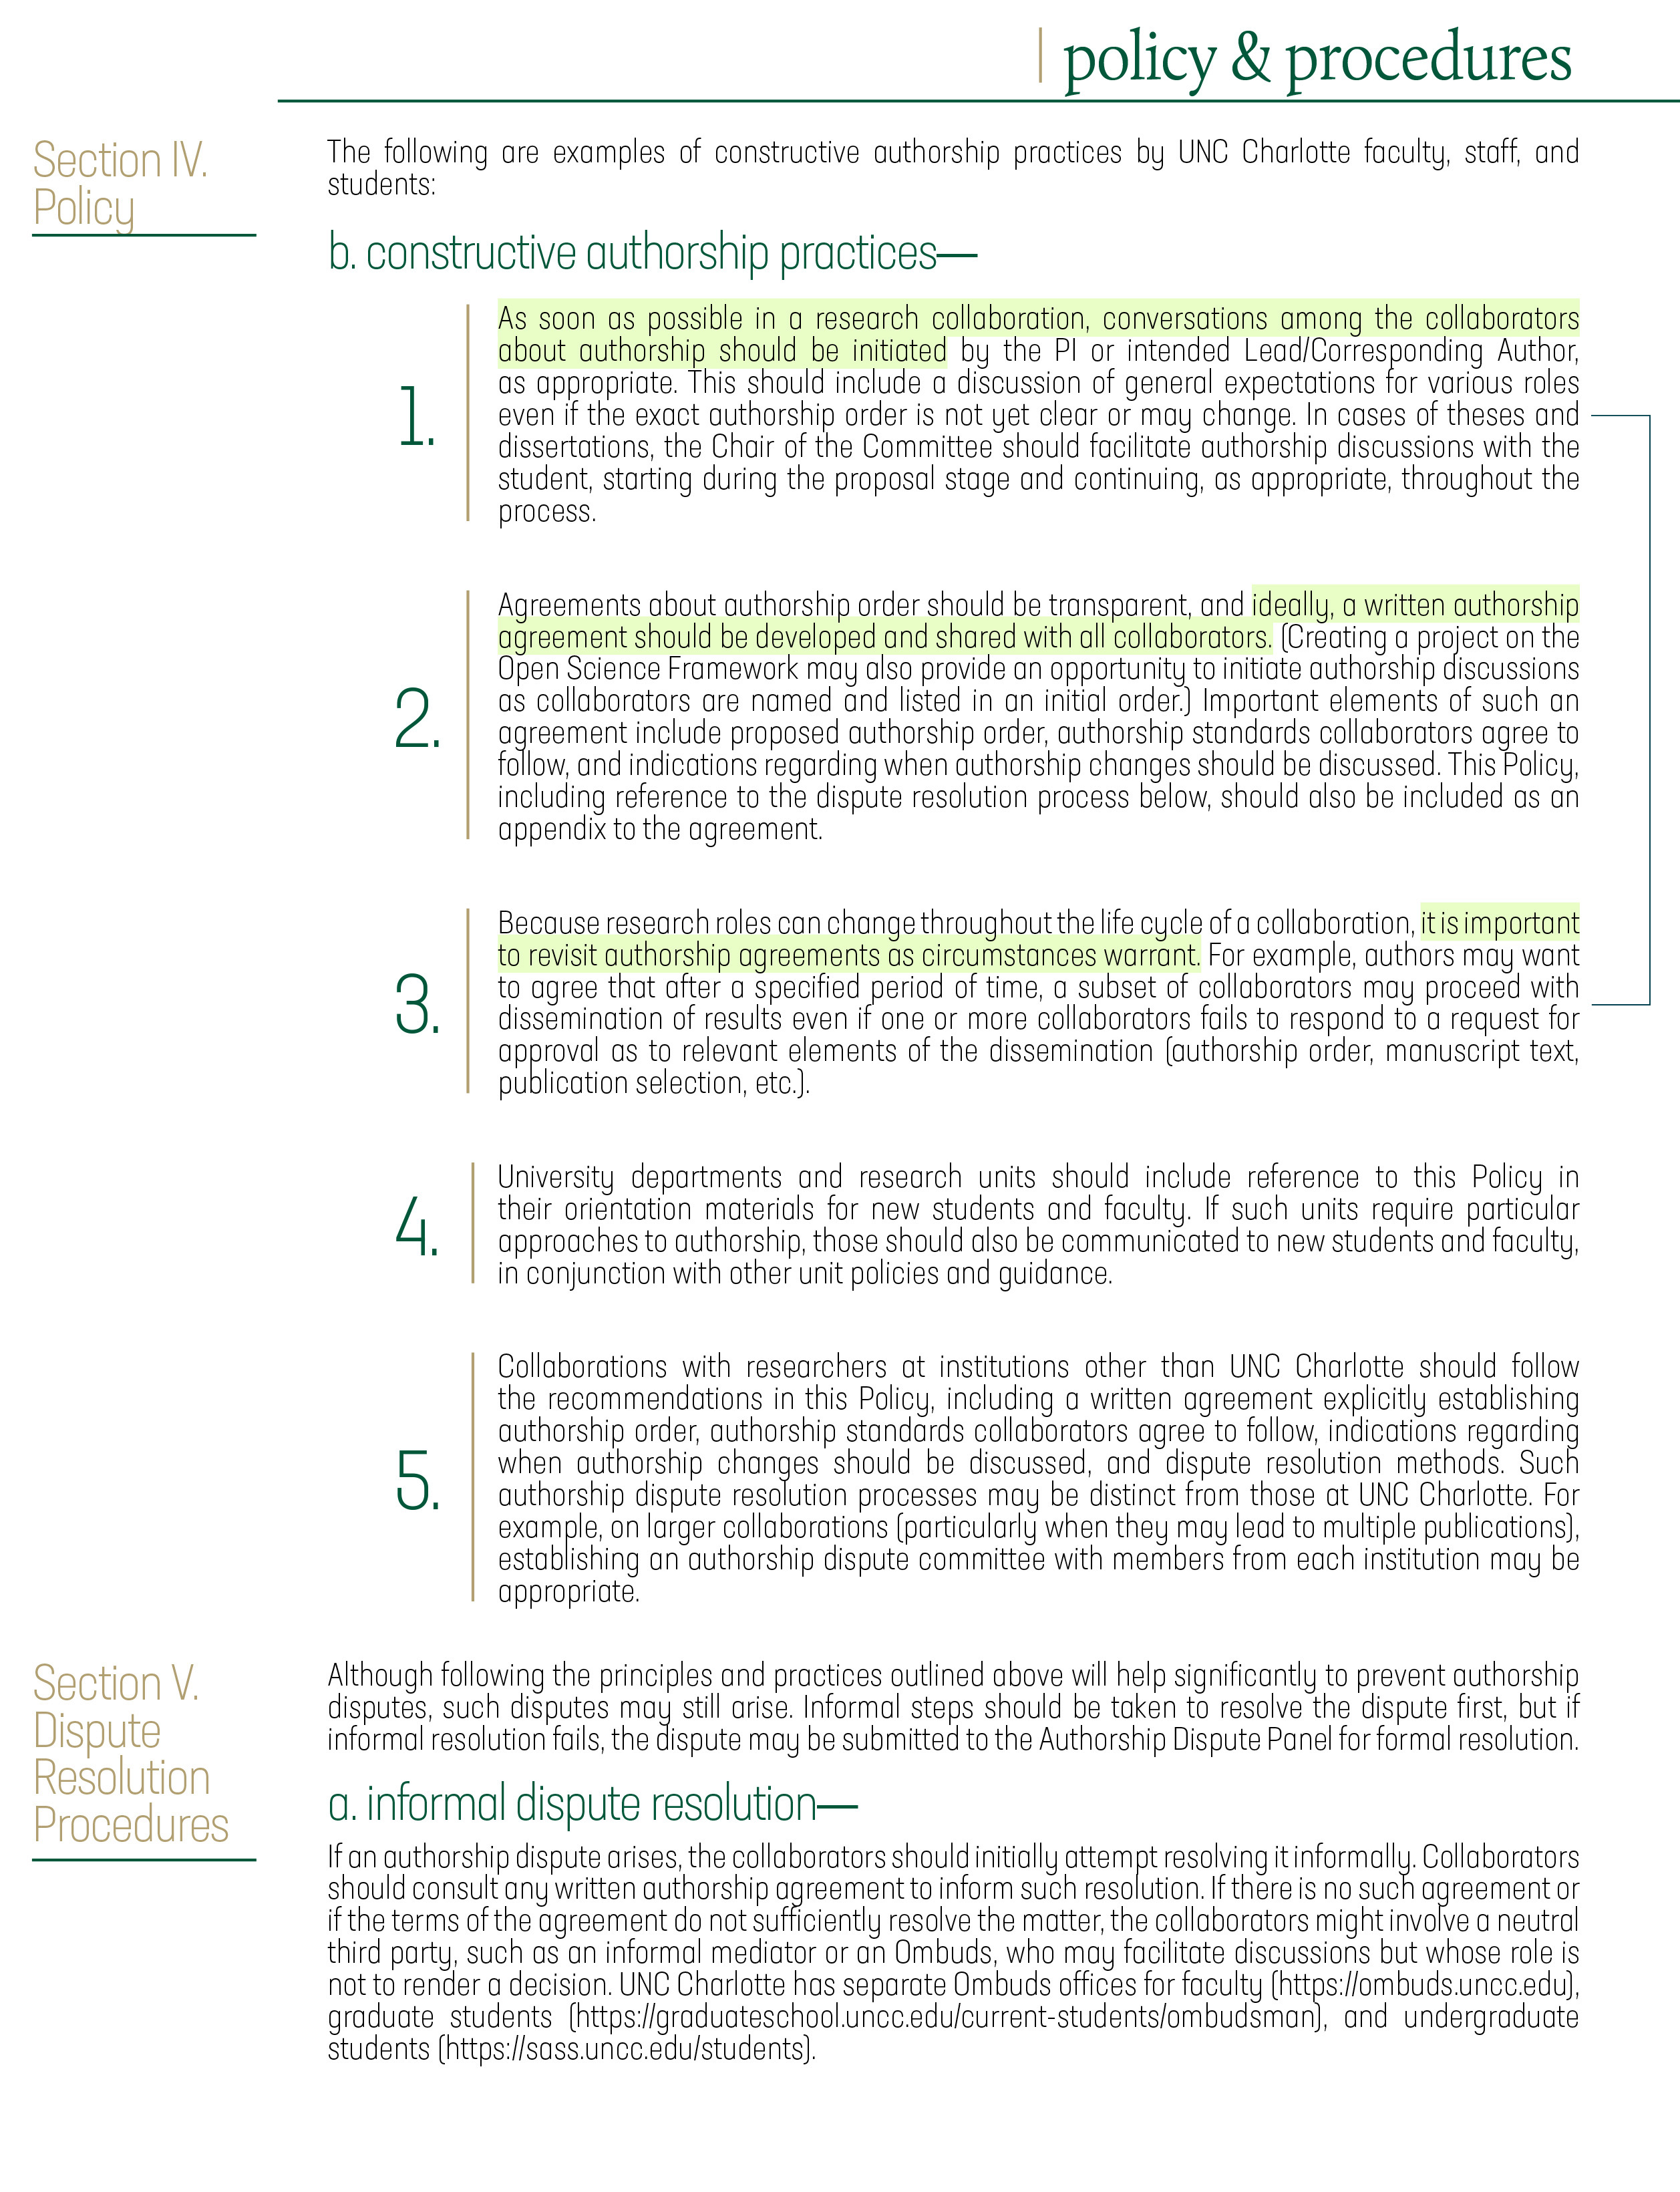 policy & procedures
Section IV.
Policy
The following are examples of constructive authorship practices by UNC Charlotte faculty, staff, and
students:
b. constructive authorship practices—
1.
As soon as possible in a research collaboration, conversations among the collaborators
about authorship should be initiated by the PI or intended Lead/Corresponding Author,
as appropriate. This should include a discussion of general expectations for various roles
even if the exact authorship order is not yet clear or may change. In cases of theses and
dissertations, the Chair of the Committee should facilitate authorship discussions with the
student, starting during the proposal stage and continuing, as appropriate, throughout the
process.
2.
Agreements about authorship order should be transparent, and ideally, a written authorship
agreement should be developed and shared with all collaborators. (Creating a project on the
Open Science Framework may also provide an opportunity to initiate authorship discussions
as collaborators are named and listed in an initial order.) Important elements of such an
agreement include proposed authorship order, authorship standards collaborators agree to
follow, and indications regarding when authorship changes should be discussed. This Policy,
including reference to the dispute resolution process below, should also be included as an
appendix to the agreement.
3.
Because research roles can change throughout the life cycle of a collaboration, it is important
to revisit authorship agreements as circumstances warrant. For example, authors may want
to agree that after a specified period of time, a subset of collaborators may proceed with
dissemination of results even if one or more collaborators fails to respond to a request for
approval as to relevant elements of the dissemination (authorship order, manuscript text,
publication selection, etc.).
4.
University departments and research units should include reference to this Policy in
their orientation materials for new students and faculty. If such units require particular
approaches to authorship, those should also be communicated to new students and faculty,
in conjunction with other unit policies and guidance.
5.
Collaborations with researchers at institutions other than UNC Charlotte should follow
the recommendations in this Policy, including a written agreement explicitly establishing
authorship order, authorship standards collaborators agree to follow, indications regarding
when authorship changes should be discussed, and dispute resolution methods. Such
authorship dispute resolution processes may be distinct from those at UNC Charlotte. For
example, on larger collaborations (particularly when they may lead to multiple publications),
establishing an authorship dispute committee with members from each institution may be
appropriate.
Section V.
Dispute
Resolution
Procedures
Although following the principles and practices outlined above will help significantly to prevent authorship
disputes, such disputes may still arise. Informal steps should be taken to resolve the dispute first, but if
informal resolution fails, the dispute may be submitted to the Authorship Dispute Panel for formal resolution.
a. informal dispute resolution—
If an authorship dispute arises, the collaborators should initially attempt resolving it informally. Collaborators
should consult any written authorship agreement to inform such resolution. If there is no such agreement or
if the terms of the agreement do not sufficiently resolve the matter, the collaborators might involve a neutral
third party, such as an informal mediator or an Ombuds, who may facilitate discussions but whose role is
not to render a decision. UNC Charlotte has separate Ombuds offices for faculty (https://ombuds.uncc.edu),
graduate students (https://graduateschool.uncc.edu/current-students/ombudsman), and undergraduate
students (https://sass.uncc.edu/students).